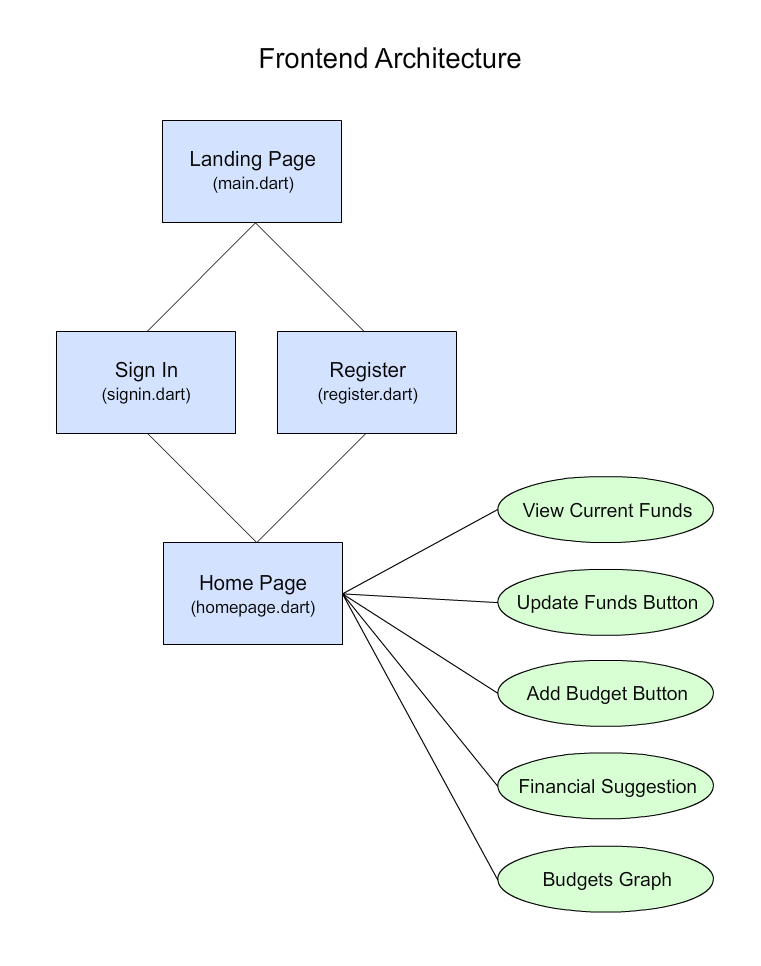 Frontend Architecture
Landing Page
(main.dart)
Sign In
(signin.dart)
Register
(register.dart)
Home Page
(homepage.dart)
View Current Funds
Update Funds Button
Add Budget Button
Financial Suggestion
Budgets Graph